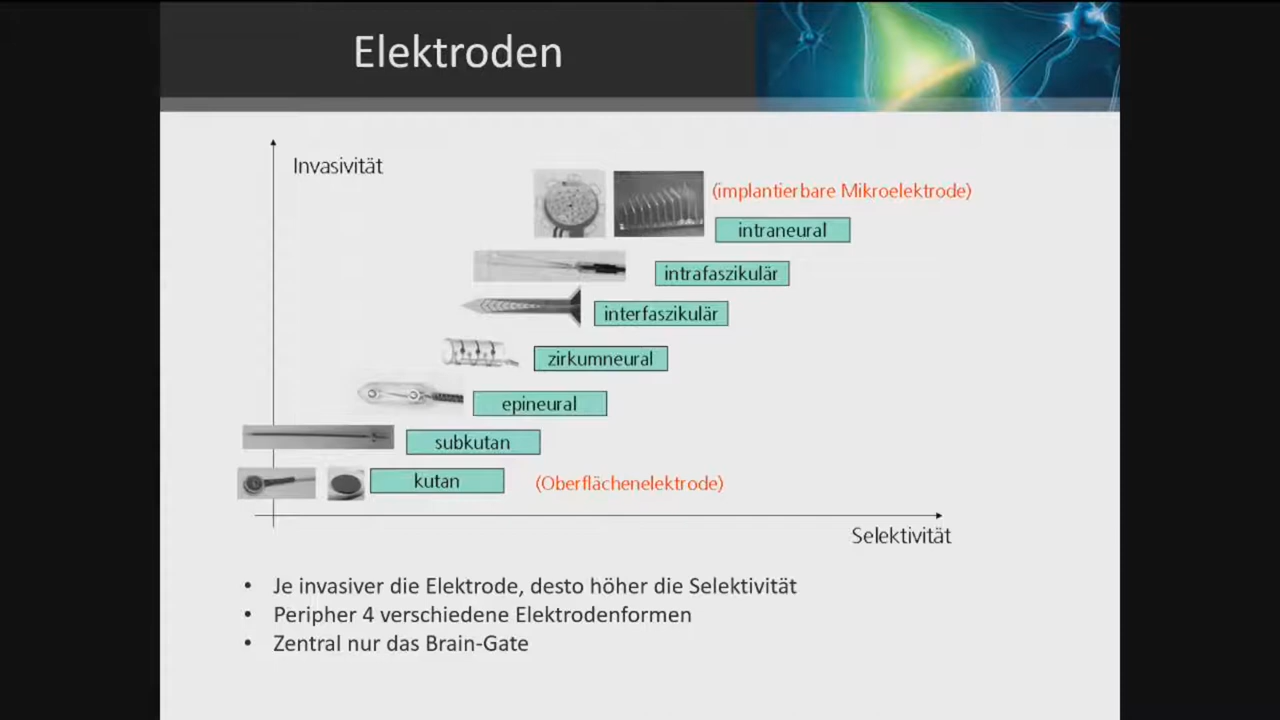 Elektroden
Invasivität
(implantierbare Mikroelektrode)
intraneural
intrafaszikulär
interfaszikulär
zirkumneural
epineural
subkutan
kutan
(Oberflächenelektrode)
Selektivität
• Je invasiver die Elektrode, desto höher die Selektivität
• Peripher 4 verschiedene Elektrodenformen
• Zentral nur das Brain-Gate